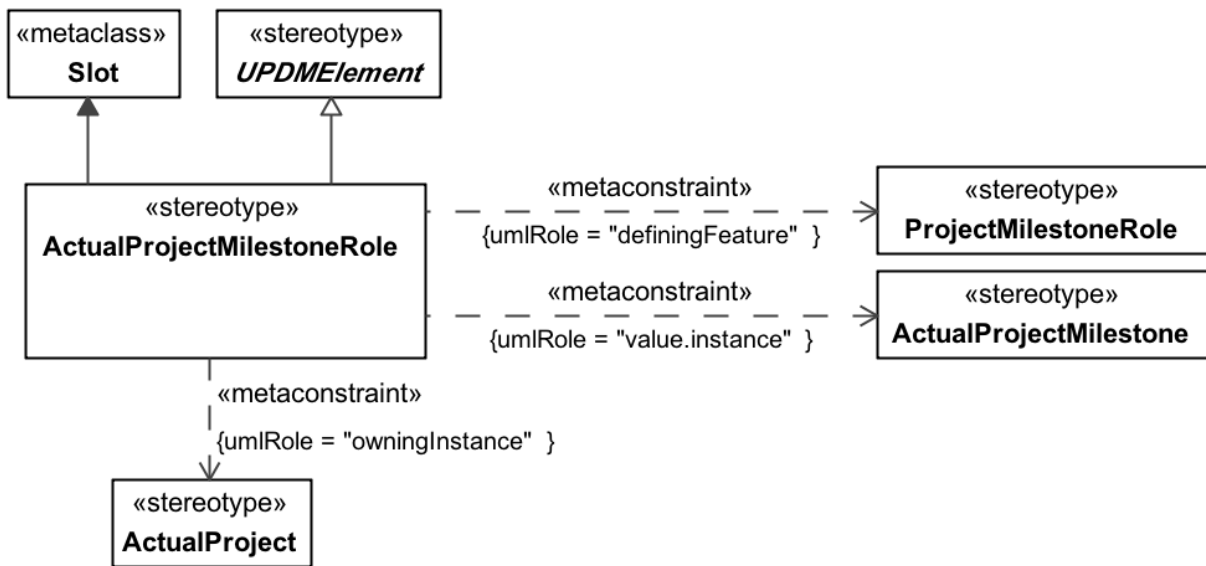 «metaclass»
Slot
«stereotype»
UPDMElement
«stereotype»
ActualProjectMilestoneRole
«metaconstraint»
{umlRole = "definingFeature"  }
«stereotype»
ProjectMilestoneRole
«metaconstraint»
{umlRole = "value.instance"  }
«stereotype»
ActualProjectMilestone
«metaconstraint»
{umlRole = "owningInstance"  }
«stereotype»
ActualProject